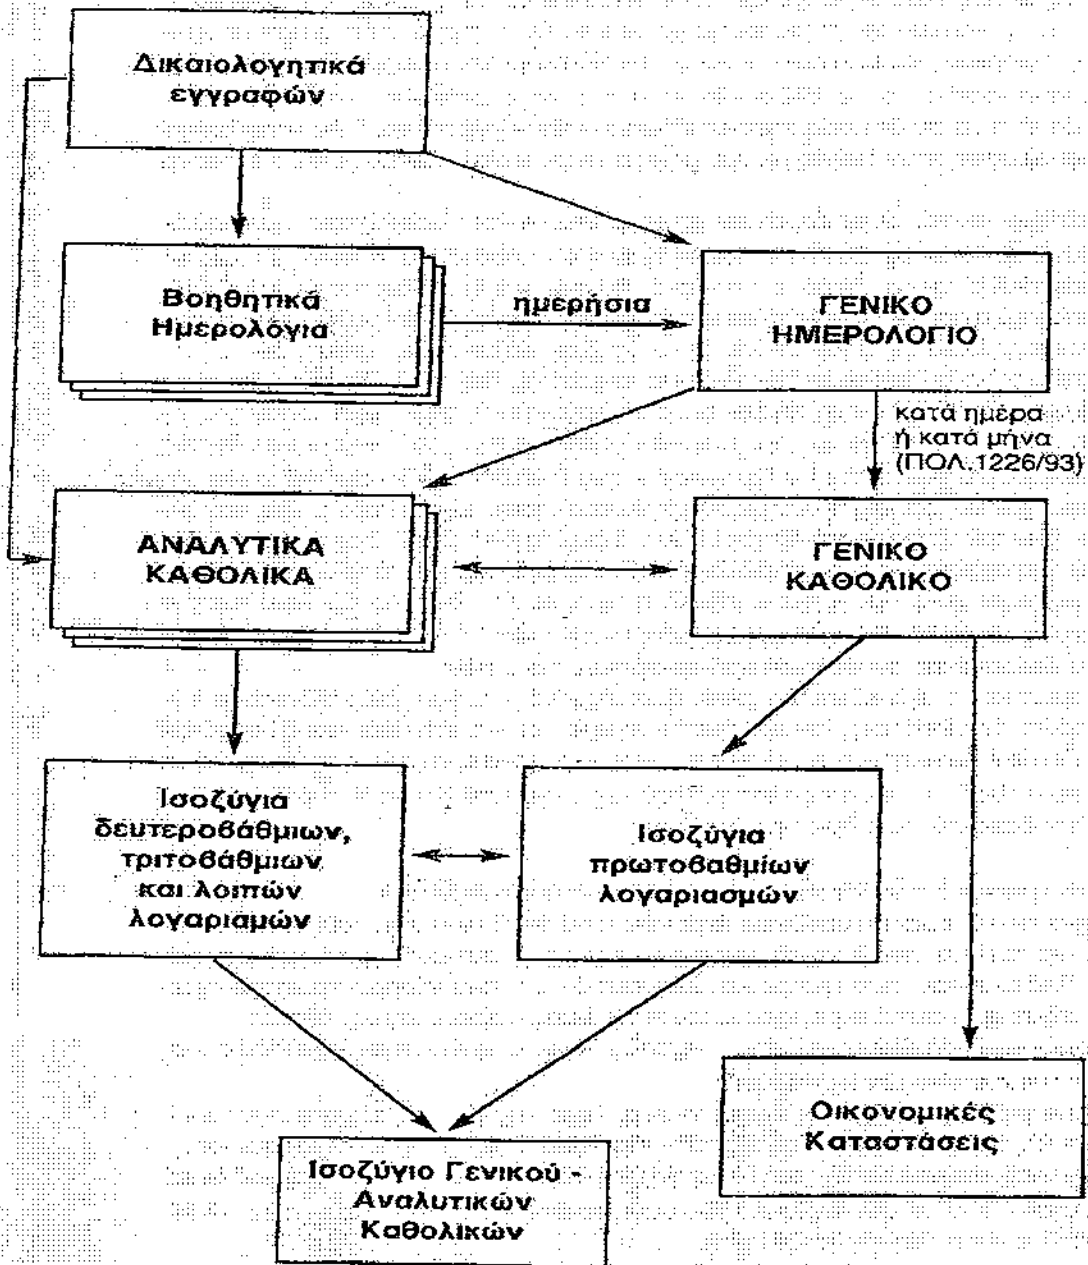 Δικαιολογητικά
εγγραφών
Βοηθητικά
Ημερολόγια
ημερήσια
ΓΕΝΙΚΟ
ΗΜΕΡΟΛΟΓΙΟ
κατά ημέρα
ή κατά μήνα
(ΠΟΛ.1226/93)
ΑΝΑΛΥΤΙΚΑ
ΚΑΘΟΛΙΚΑ
ΓΕΝΙΚΟ
ΚΑΘΟΛΙΚΟ
Ισοζύγια
δευτεροβάθμιων,
τριτοβάθμιων
και λοιπών
λογαριαμών
Ισοζύγια
πρωτοβαθμίων
λογαριασμών
Οικονομικές
Καταστάσεις
Ισοζύγιο Γενικού -
Αναλυτικών
Καθολικών